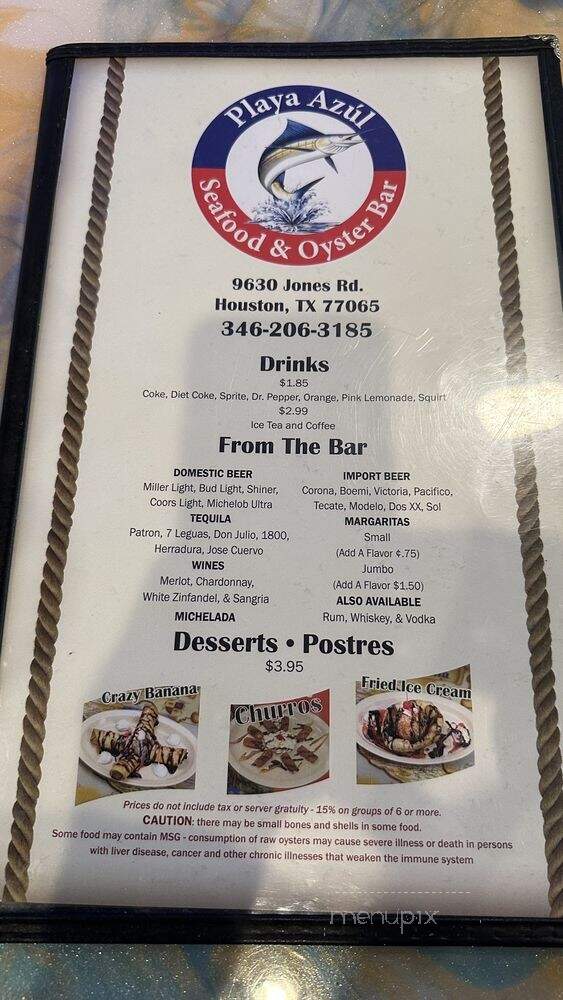 Playa Azúl
Seafood & Oyster Bar
9630 Jones Rd.
Houston, TX 77065
346-206-3185
Drinks
$1.85
Coke, Diet Coke, Sprite, Dr. Pepper, Orange, Pink Lemonade, Squirt
$2.99
Ice Tea and Coffee
From The Bar
DOMESTIC BEER
Miller Light, Bud Light, Shiner,
Coors Light, Michelob Ultra
TEQUILA
Patron, 7 Leguas, Don Julio, 1800,
Herradura, Jose Cuervo
WINES
Merlot, Chardonnay,
White Zinfandel, & Sangria
MICHELADA
IMPORT BEER
Corona, Boemi, Victoria, Pacifico,
Tecate, Modelo, Dos XX, Sol
MARGARITAS
Small
(Add A Flavor ¢.75)
Jumbo
(Add A Flavor $1.50)
ALSO AVAILABLE
Rum, Whiskey, & Vodka
Desserts • Postres
$3.95
Crazy Banana
Churros
Fried Ice Cream
Prices do not include tax or server gratuity - 15% on groups of 6 or more.
CAUTION: there may be small bones and shells in some food.
Some food may contain MSG - consumption of raw oysters may cause severe illness or death in persons
with liver disease, cancer and other chronic illnesses that weaken the immune system
menupix